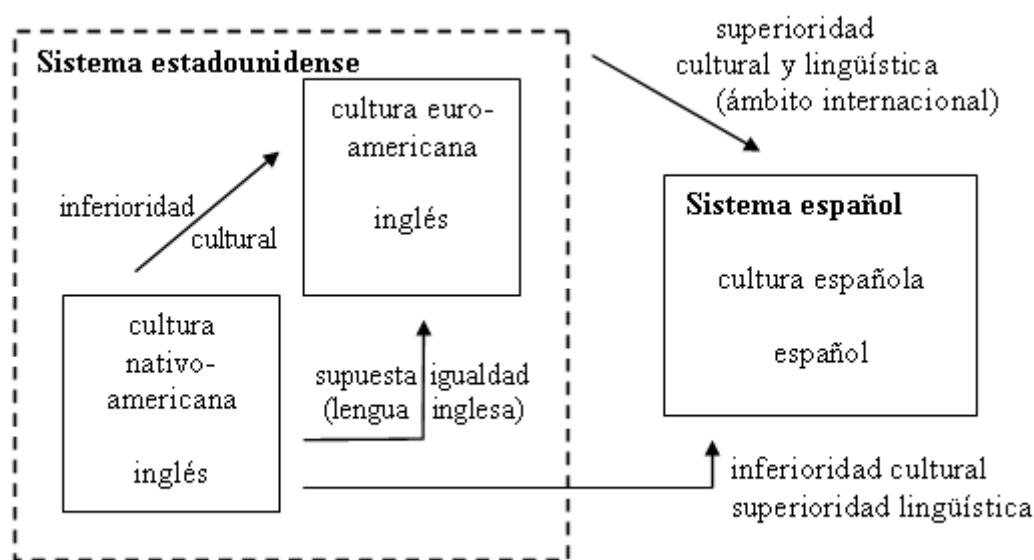 Sistema estadounidense
cultura euro-
americana
inglés
inferioridad
cultural
cultura
nativo-
americana
inglés
supuesta igualdad
(lengua inglesa)
superioridad
cultural y lingüística
(ámbito internacional)
Sistema español
cultura española
español
inferioridad cultural
superioridad lingüística